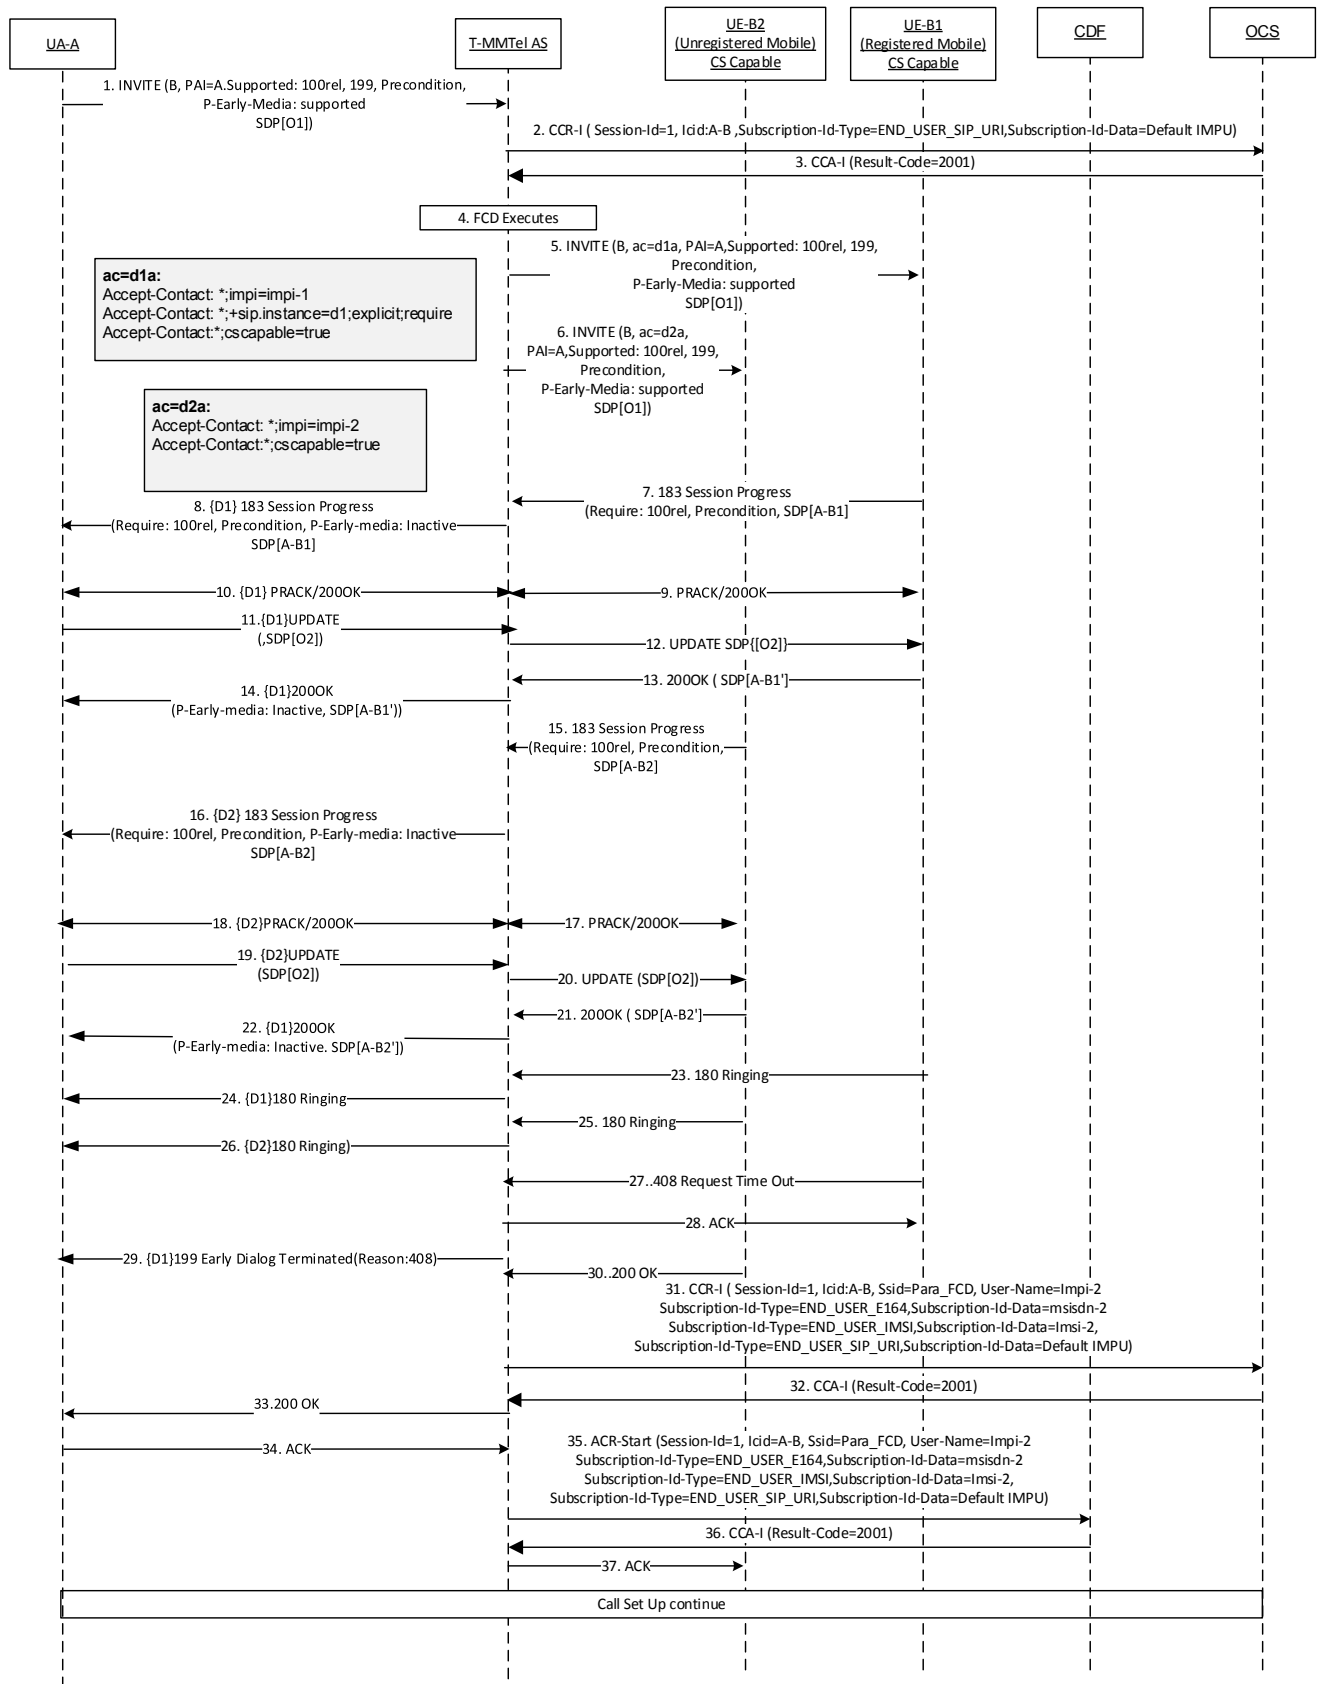 UA-A
T-MMTel AS
UE-B2
(Unregistered Mobile)
CS Capable
UE-B1
(Registered Mobile)
CS Capable
CDF
OCS
1. INVITE (B, PAI=A.Supported: 100rel, 199, Precondition,
P-Early-Media: supported
SDP[O1])
2. CCR-I ( Session-Id=1, Icid:A-B ,Subscription-Id-Type=END_USER_SIP_URI,Subscription-Id-Data=Default IMPU)
3. CCA-I (Result-Code=2001)
4. FCD Executes
5. INVITE (B, ac=d1a, PAI=A,Supported: 100rel, 199,
Precondition,
P-Early-Media: supported
SDP[O1])
ac=d1a:
Accept-Contact: *;impi=impi-1
Accept-Contact: *;+sip.instance=d1;explicit;require
Accept-Contact:*;cscapable=true
6. INVITE (B, ac=d2a,
PAI=A,Supported: 100rel, 199,
Precondition,
P-Early-Media: supported
SDP[O1])
ac=d2a:
Accept-Contact: *;impi=impi-2
Accept-Contact:*;cscapable=true
7. 183 Session Progress
(Require: 100rel, Precondition, SDP[A-B1]
8. {D1} 183 Session Progress
(Require: 100rel, Precondition, P-Early-media: Inactive
SDP[A-B1]
10. {D1} PRACK/200OK
9. PRACK/200OK
11.{D1}UPDATE
(,SDP[O2])
12. UPDATE SDP{[O2]}
13. 200OK ( SDP[A-B1']
14. {D1}200OK
(P-Early-media: Inactive, SDP[A-B1'))
15. 183 Session Progress
(Require: 100rel, Precondition,
SDP[A-B2]
16. {D2} 183 Session Progress
(Require: 100rel, Precondition, P-Early-media: Inactive
SDP[A-B2]
18. {D2}PRACK/200OK
17. PRACK/200OK
19. {D2}UPDATE
(SDP[O2])
20. UPDATE (SDP[O2])
21. 200OK ( SDP[A-B2']
22. {D1}200OK
(P-Early-media: Inactive. SDP[A-B2'])
23. 180 Ringing
24. {D1}180 Ringing
25. 180 Ringing
26. {D2}180 Ringing)
27..408 Request Time Out
28. ACK
29. {D1}199 Early Dialog Terminated(Reason:408)
30..200 OK
31. CCR-I ( Session-Id=1, Icid:A-B, Ssid=Para_FCD, User-Name=Impi-2
Subscription-Id-Type=END_USER_E164,Subscription-Id-Data=msisdn-2
Subscription-Id-Type=END_USER_IMSI,Subscription-Id-Data=Imsi-2,
Subscription-Id-Type=END_USER_SIP_URI,Subscription-Id-Data=Default IMPU)
32. CCA-I (Result-Code=2001)
33.200 OK
34. ACK
35. ACR-Start (Session-Id=1, Icid=A-B, Ssid=Para_FCD, User-Name=Impi-2
Subscription-Id-Type=END_USER_E164,Subscription-Id-Data=msisdn-2
Subscription-Id-Type=END_USER_IMSI,Subscription-Id-Data=Imsi-2,
Subscription-Id-Type=END_USER_SIP_URI,Subscription-Id-Data=Default IMPU)
36. CCA-I (Result-Code=2001)
37. ACK
Call Set Up continue